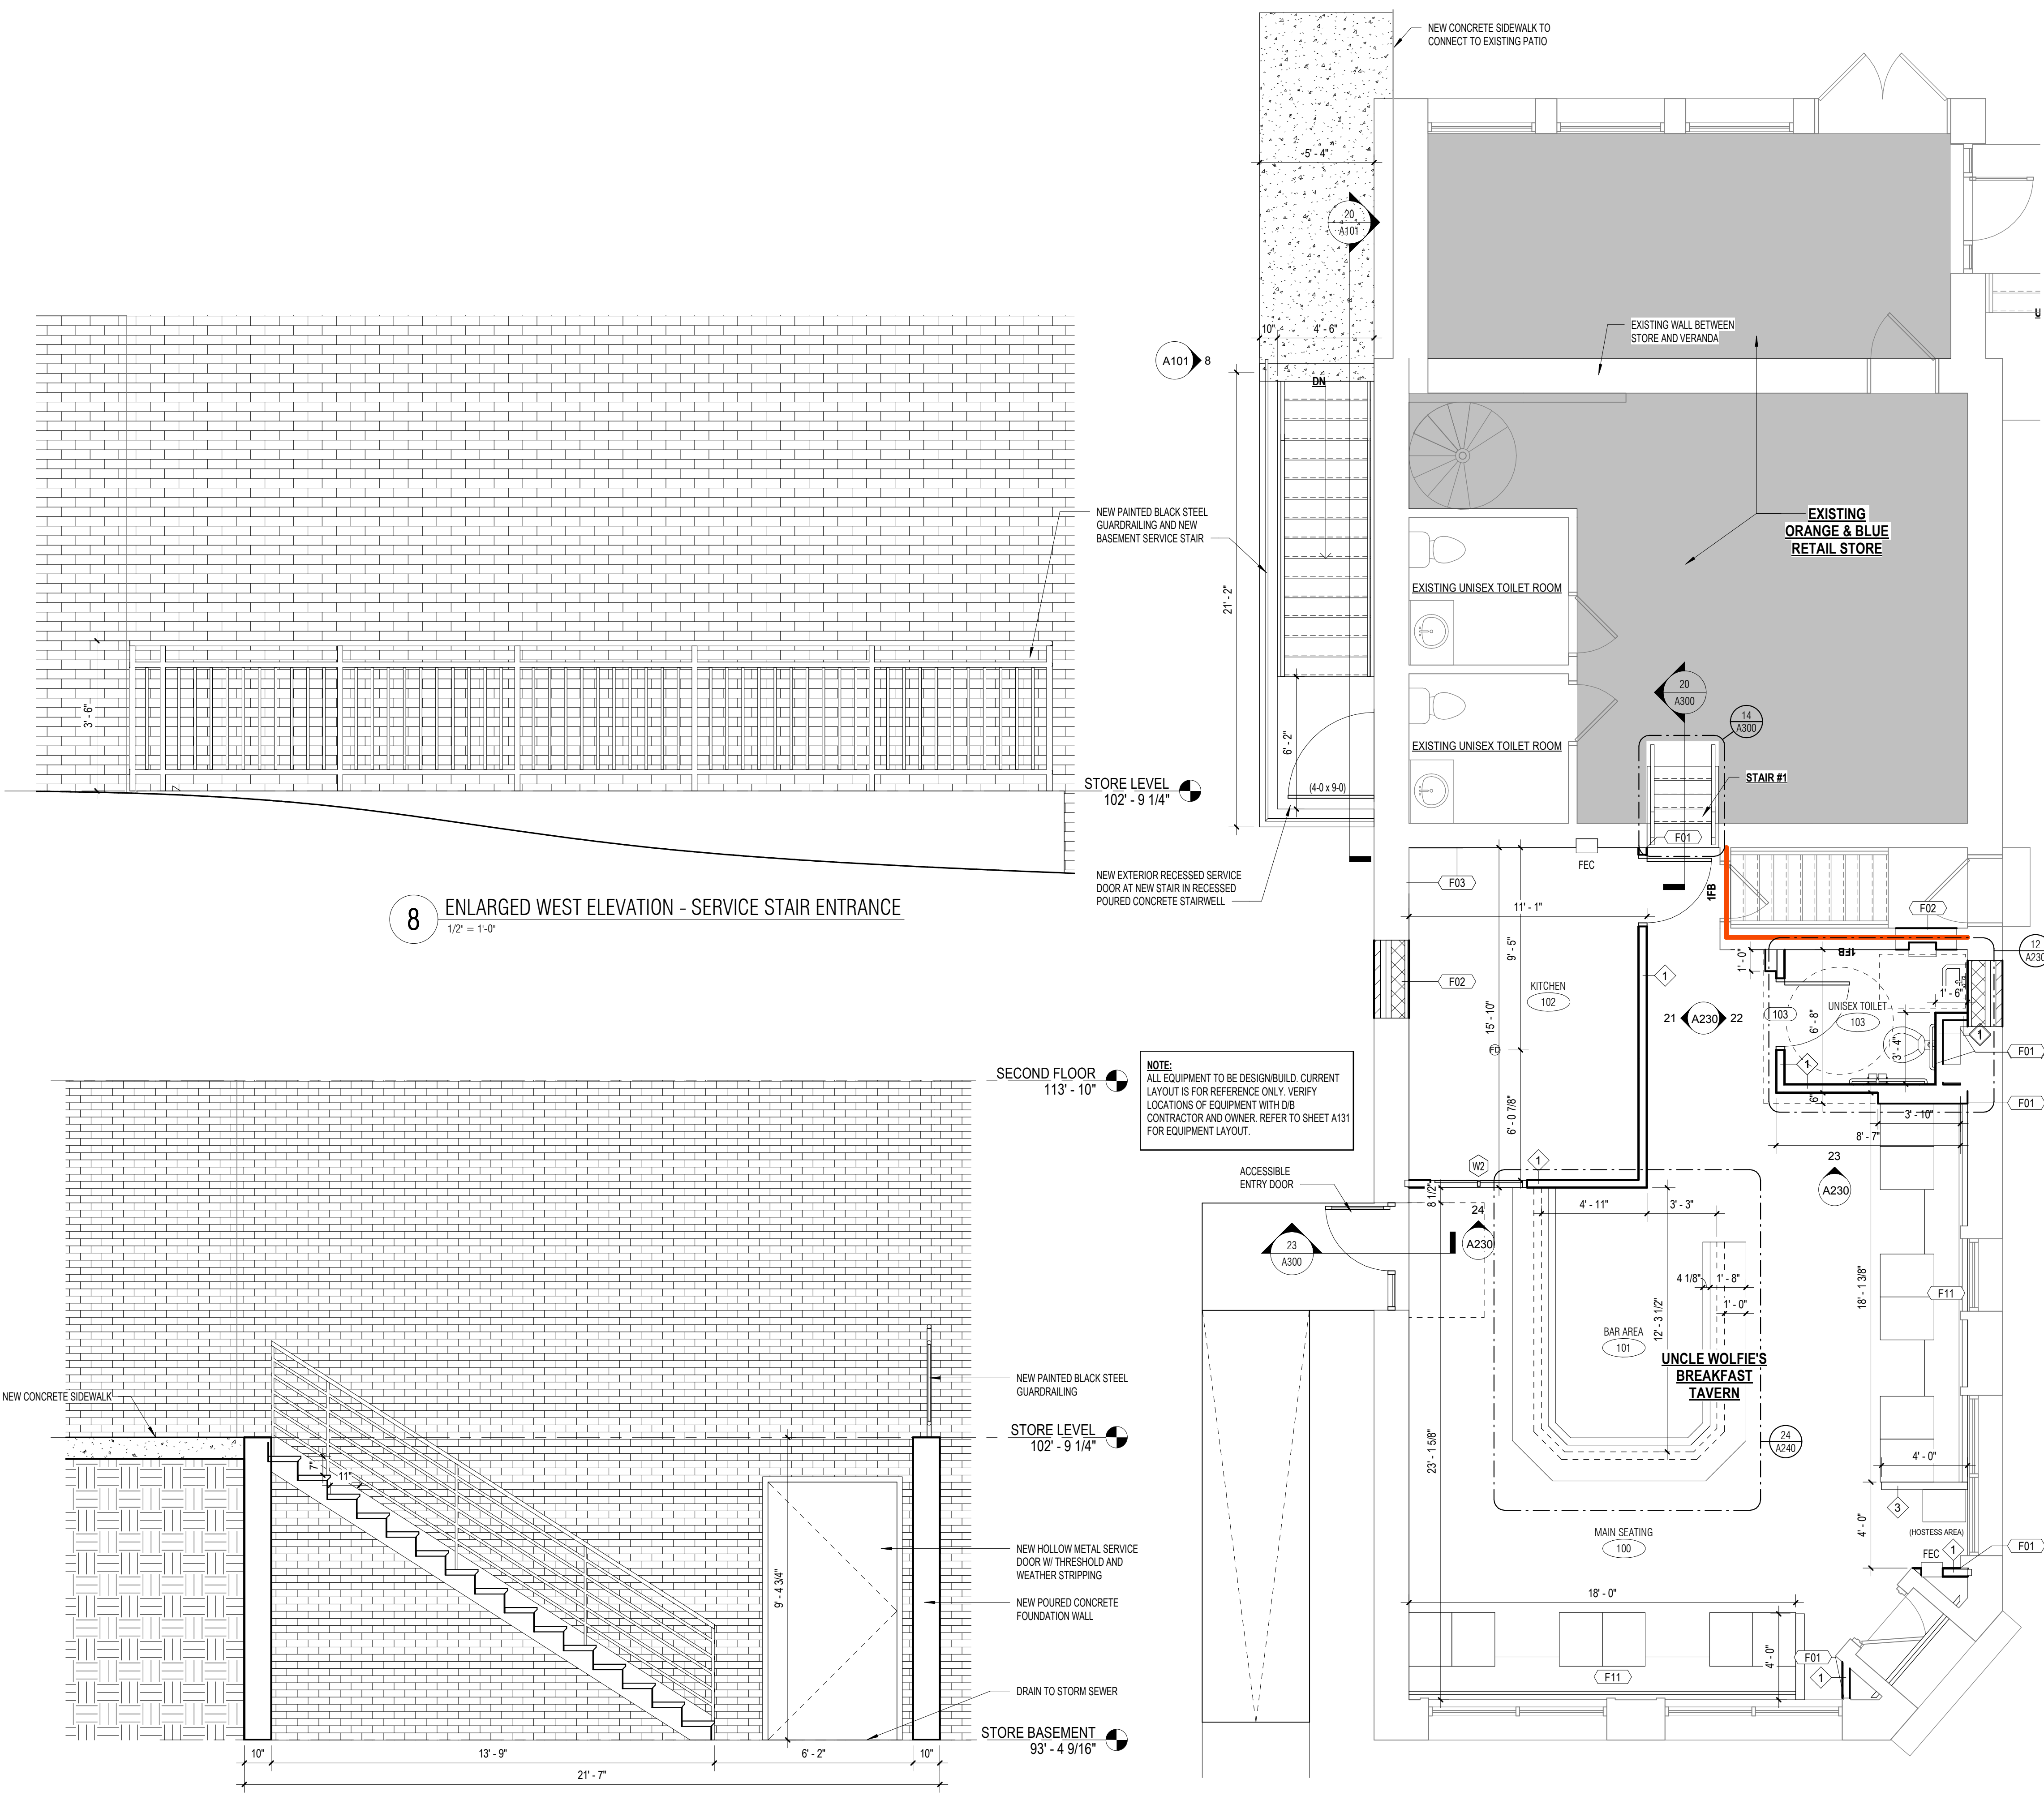 NEW CONCRETE SIDEWALK TO
CONNECT TO EXISTING PATIO
5' - 4"
20
A101
10"
4' - 6"
A101
8
DN
EXISTING WALL BETWEEN
STORE AND VERANDA
U
NEW PAINTED BLACK STEEL
GUARDRAILING AND NEW
BASEMENT SERVICE STAIR
21' - 2"
EXISTING
ORANGE & BLUE
RETAIL STORE
EXISTING UNISEX TOILET ROOM
EXISTING UNISEX TOILET ROOM
20
A300
14
A300
STAIR #1
3' - 6"
STORE LEVEL
102' - 9 1/4"
6' - 2"
(4-0 x 9-0)
F01
FEC
NEW EXTERIOR RECESSED SERVICE
DOOR AT NEW STAIR IN RECESSED
POURED CONCRETE STAIRWELL
8
ENLARGED WEST ELEVATION - SERVICE STAIR ENTRANCE
1/2" = 1'-0"
F03
11' - 1"
1FB
F02
9' - 5"
1FB
12
A230
1' - 0"
F02
KITCHEN
102
1
15' - 10"
21
A230
22
103
UNISEX TOILET
103
1' - 6"
6' - 8"
3' - 4"
1
1
F01
FD
6"
F01
3' - 10"
8' - 7"
SECOND FLOOR
113' - 10"
NOTE:
ALL EQUIPMENT TO BE DESIGN/BUILD. CURRENT
LAYOUT IS FOR REFERENCE ONLY. VERIFY
LOCATIONS OF EQUIPMENT WITH D/B
CONTRACTOR AND OWNER. REFER TO SHEET A131
FOR EQUIPMENT LAYOUT.
6' - 0 7/8"
W2
1
23
A230
ACCESSIBLE
ENTRY DOOR
8 1/2"
24
A230
4' - 11"
3' - 3"
23
A300
4 1/8"
1' - 8"
1' - 0"
18' - 1 3/8"
F11
12' - 3 1/2"
BAR AREA
101
UNCLE WOLFIE'S
BREAKFAST
TAVERN
24
A240
23' - 1 5/8"
4' - 0"
3
4' - 0"
(HOSTESS AREA)
FEC
1
F01
MAIN SEATING
100
18' - 0"
4' - 0"
F01
1
F11
NEW CONCRETE SIDEWALK
NEW PAINTED BLACK STEEL
GUARDRAILING
STORE LEVEL
102' - 9 1/4"
7"
11"
9' - 4 3/4"
NEW HOLLOW METAL SERVICE
DOOR W/ THRESHOLD AND
WEATHER STRIPPING
NEW POURED CONCRETE
FOUNDATION WALL
DRAIN TO STORM SEWER
STORE BASEMENT
93' - 4 9/16"
10"
13' - 9"
6' - 2"
10"
21' - 7"